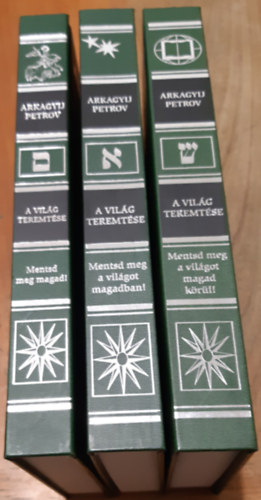 ARKAGYIJ
PETROV
מ
A VILÁG
TEREMTÉSE
Mentsd
meg magad!
ARKAGYIJ
PETROV
א
A VILÁG
TEREMTÉSE
Mentsd meg
a világot
magadban!
ARKAGYIJ
PETROV
ש
A VILÁG
TEREMTÉSE
Mentsd meg
a világot
magad
körül!